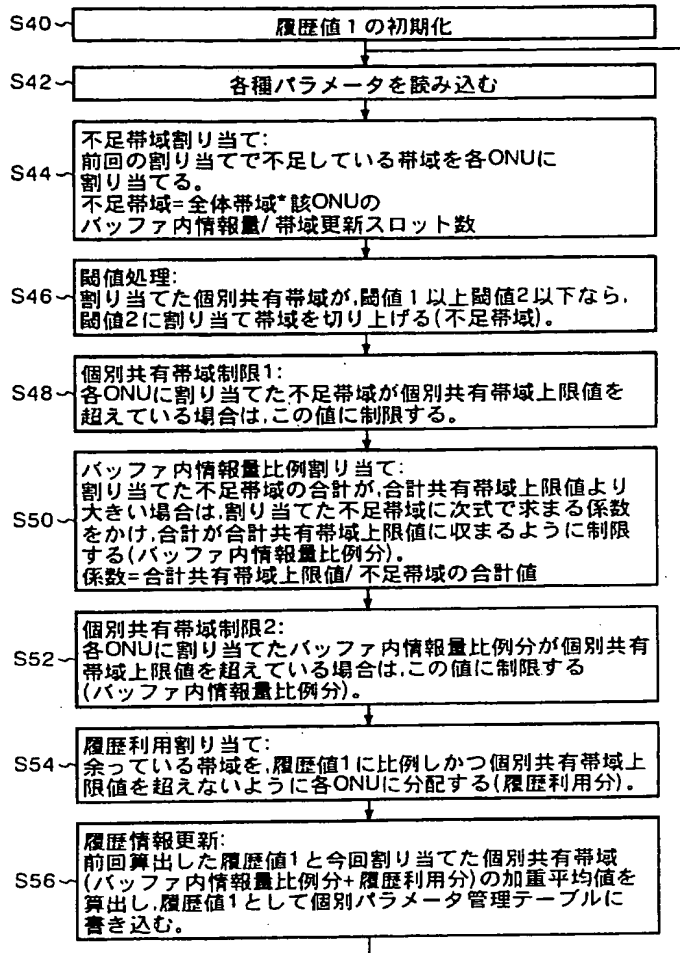 S40 履歴値1の初期化
S42 各種パラメータを読み込む
S44 不足帯域割り当て:
前回の割り当てで不足している帯域を各ONUに
割り当てる。
不足帯域=全体帯域*該ONUの
バッファ内情報量/帯域更新スロット数
S46 閾値処理:
割り当てた個別共有帯域が,閾値1以上閾値2以下なら,
閾値2に割り当て帯域を切り上げる(不足帯域)。
S48 個別共有帯域制限1:
各ONUに割り当てた不足帯域が個別共有帯域上限値を
超えている場合は,この値に制限する。
S50 バッファ内情報量比例割り当て:
割り当てた不足帯域の合計が,合計共有帯域上限値より
大きい場合は,割り当てた不足帯域に次式で求まる係数
をかけ,合計が合計共有帯域上限値に収まるように制限
する(バッファ内情報量比例分)。
係数=合計共有帯域上限値/不足帯域の合計値
S52 個別共有帯域制限2:
各ONUに割り当てたバッファ内情報量比例分が個別共有
帯域上限値を超えている場合は,この値に制限する
(バッファ内情報量比例分)。
S54 履歴利用割り当て:
余っている帯域を,履歴値1に比例しかつ個別共有帯域上
限値を超えないように各ONUに分配する(履歴利用分)。
S56 履歴情報更新:
前回算出した履歴値1と今回割り当てた個別共有帯域
(バッファ内情報量比例分+履歴利用分)の加重平均値を
算出し,履歴値1として個別パラメータ管理テーブルに
書き込む。